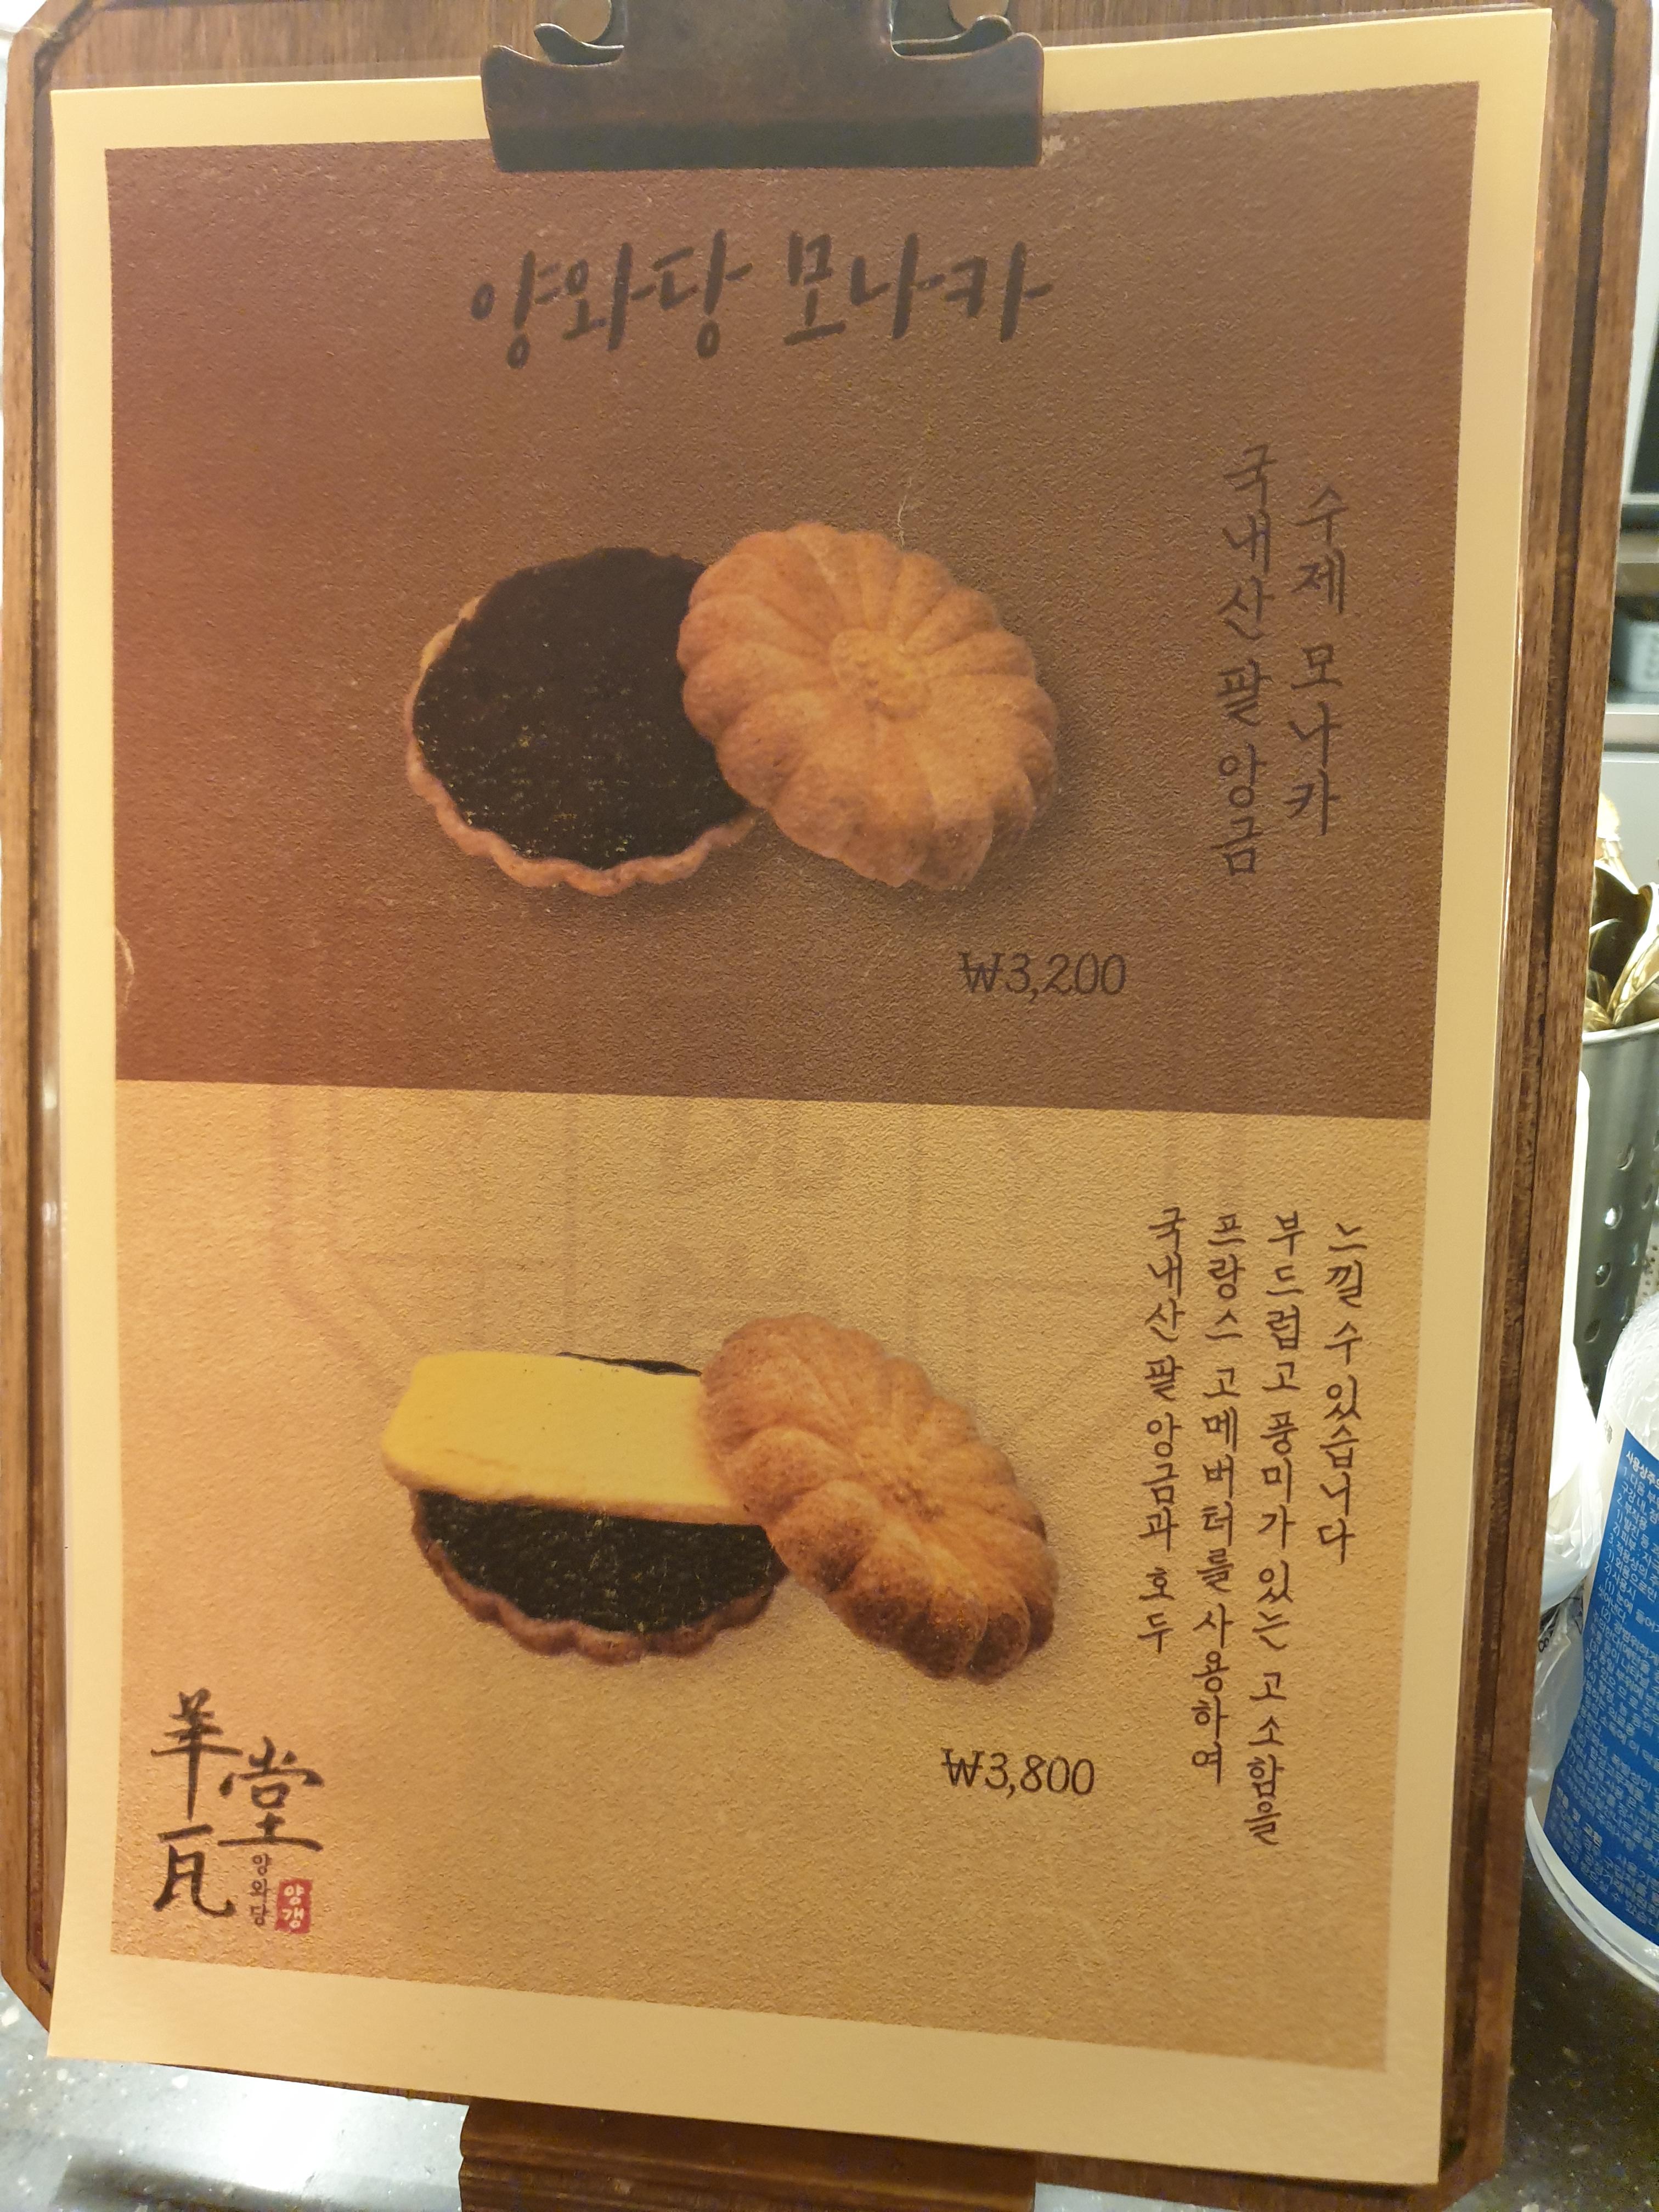 양와당 모나카
국내산 팥 앙금
수제 모나카
₩3,200
국내산 팥 앙금과 호두
프랑스 고메버터를 사용하여
부드럽고 풍미가 있는 고소함을
느낄 수 있습니다
₩3,800
羊瓦
堂
양와당
양갱